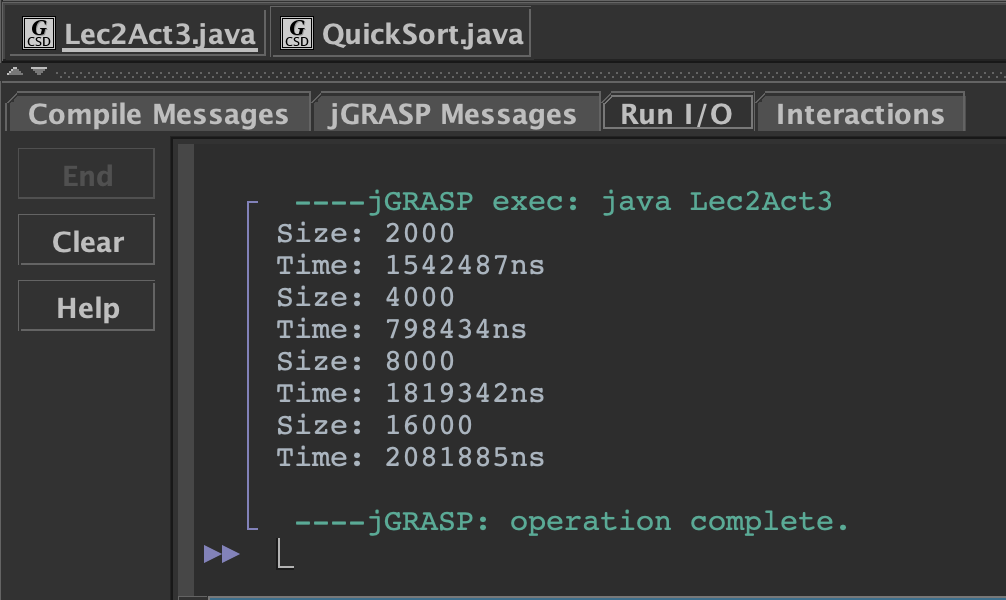 G CSD Lec2Act3.java G CSD QuickSort.java
Compile Messages jGRASP Messages Run I/O Interactions
End
Clear
Help
----jGRASP exec: java Lec2Act3
Size: 2000
Time: 1542487ns
Size: 4000
Time: 798434ns
Size: 8000
Time: 1819342ns
Size: 16000
Time: 2081885ns
----jGRASP: operation complete.